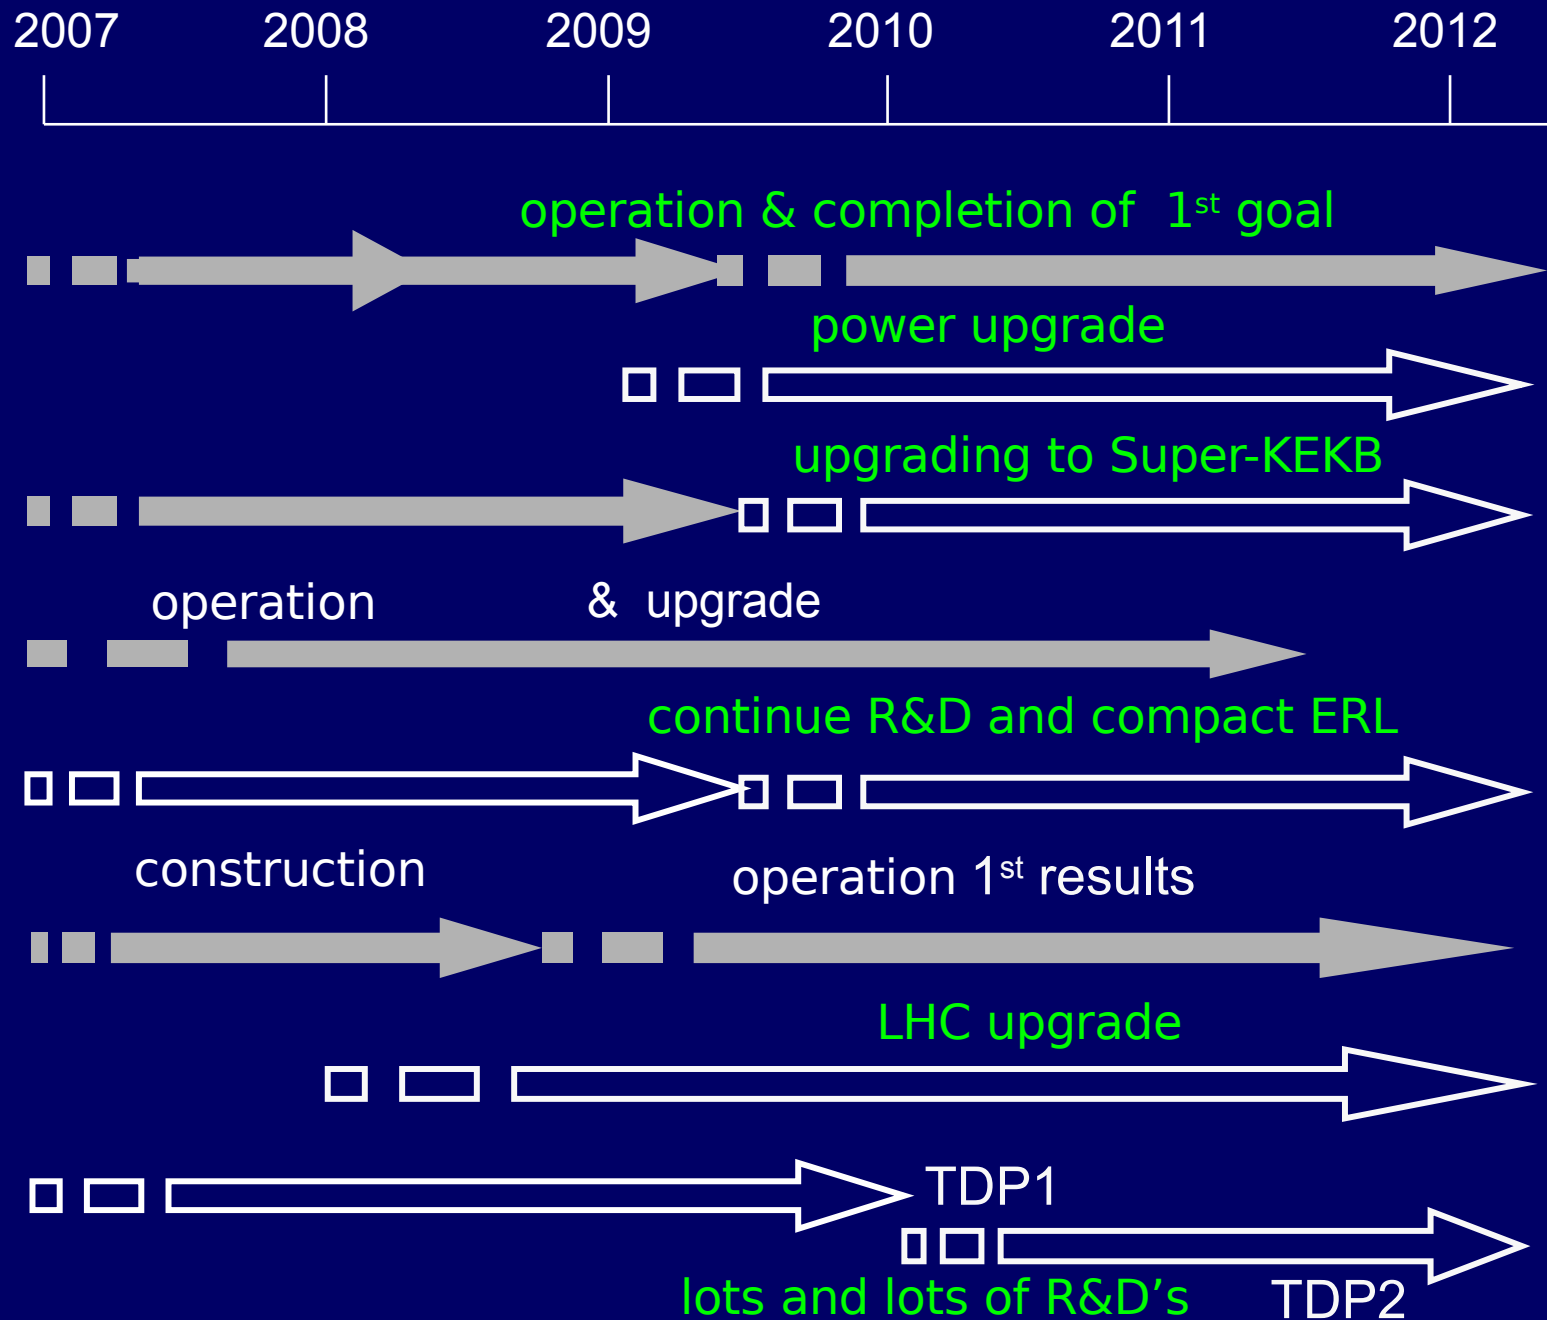 2007 2008 2009 2010 2011 2012
operation & completion of 1st goal
power upgrade
upgrading to Super-KEKB
operation & upgrade
continue R&D and compact ERL
construction
operation 1st results
LHC upgrade
TDP1
lots and lots of R&D’s
TDP2